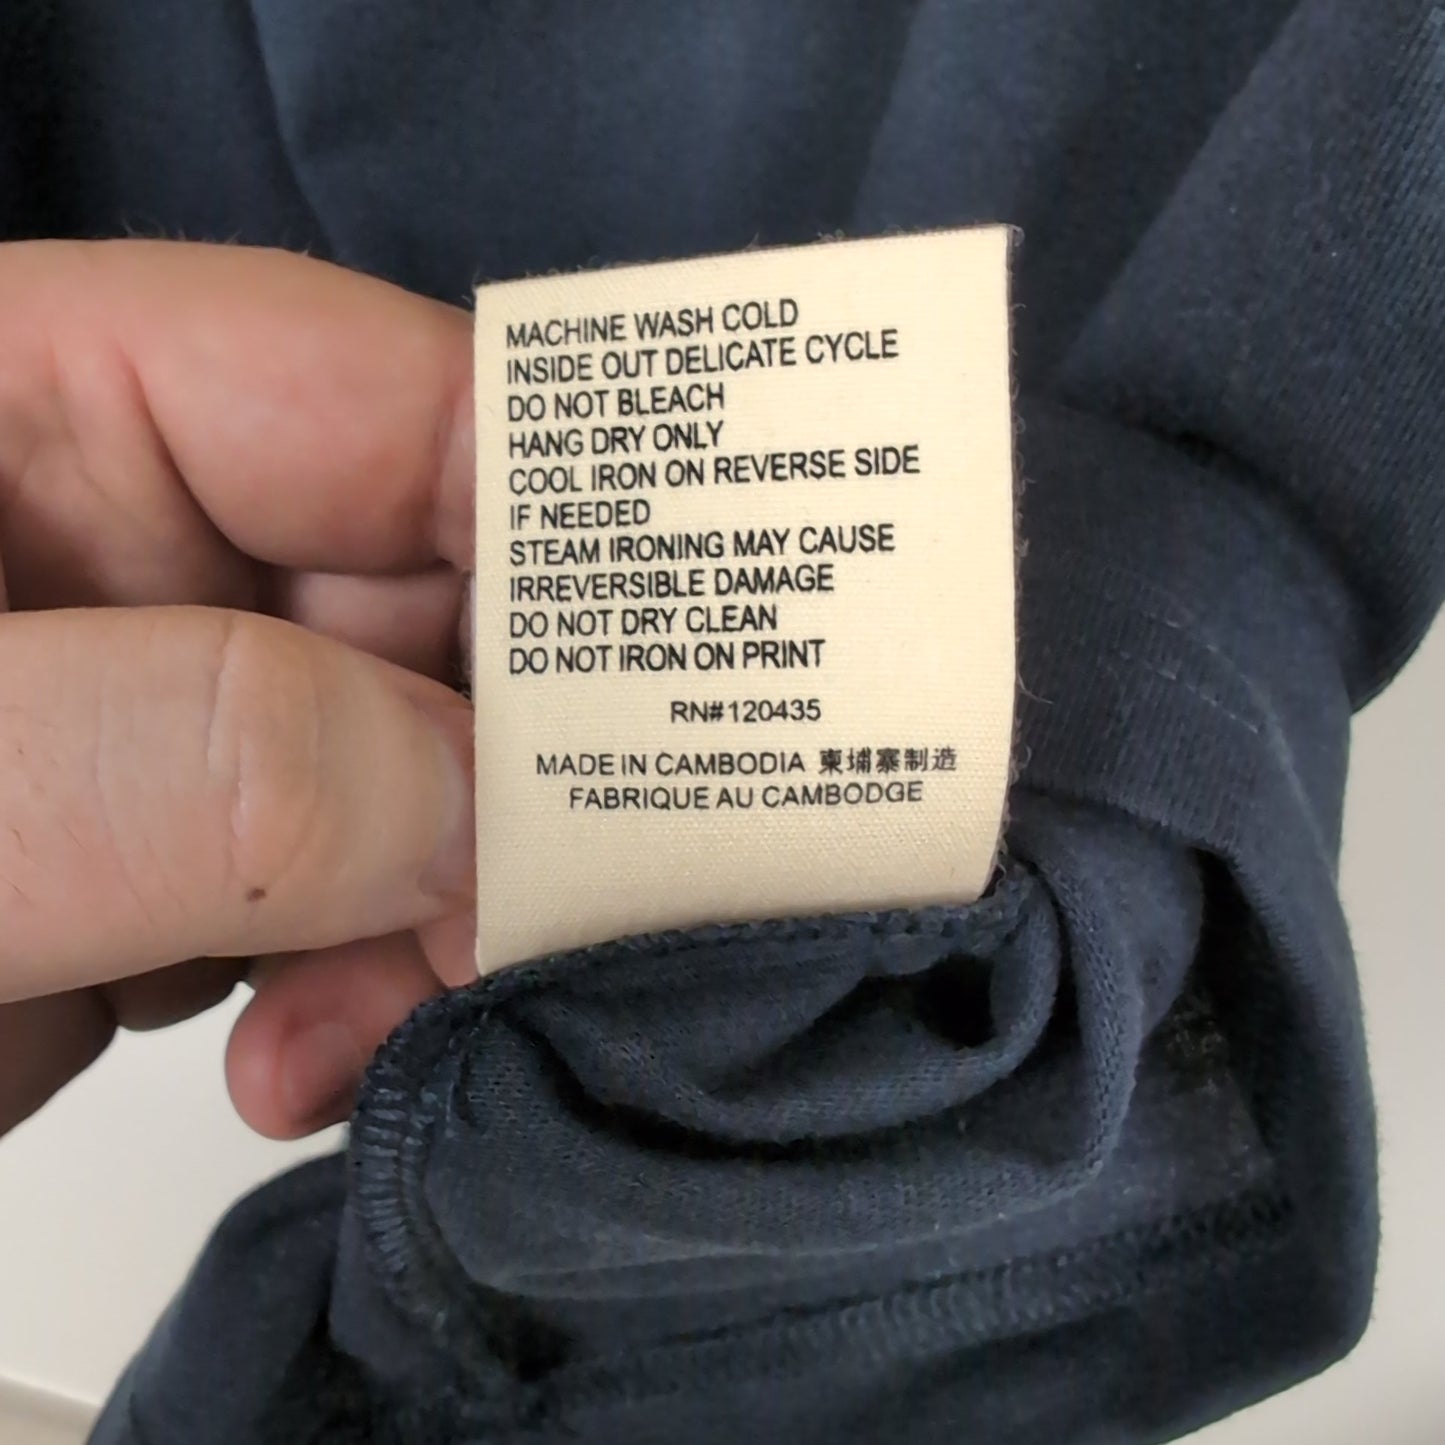 MACHINE WASH COLD
INSIDE OUT DELICATE CYCLE
DO NOT BLEACH
HANG DRY ONLY
COOL IRON ON REVERSE SIDE
IF NEEDED
STEAM IRONING MAY CAUSE
IRREVERSIBLE DAMAGE
DO NOT DRY CLEAN
DO NOT IRON ON PRINT
RN#120435
MADE IN CAMBODIA 柬埔寨制造
FABRIQUE AU CAMBODGE